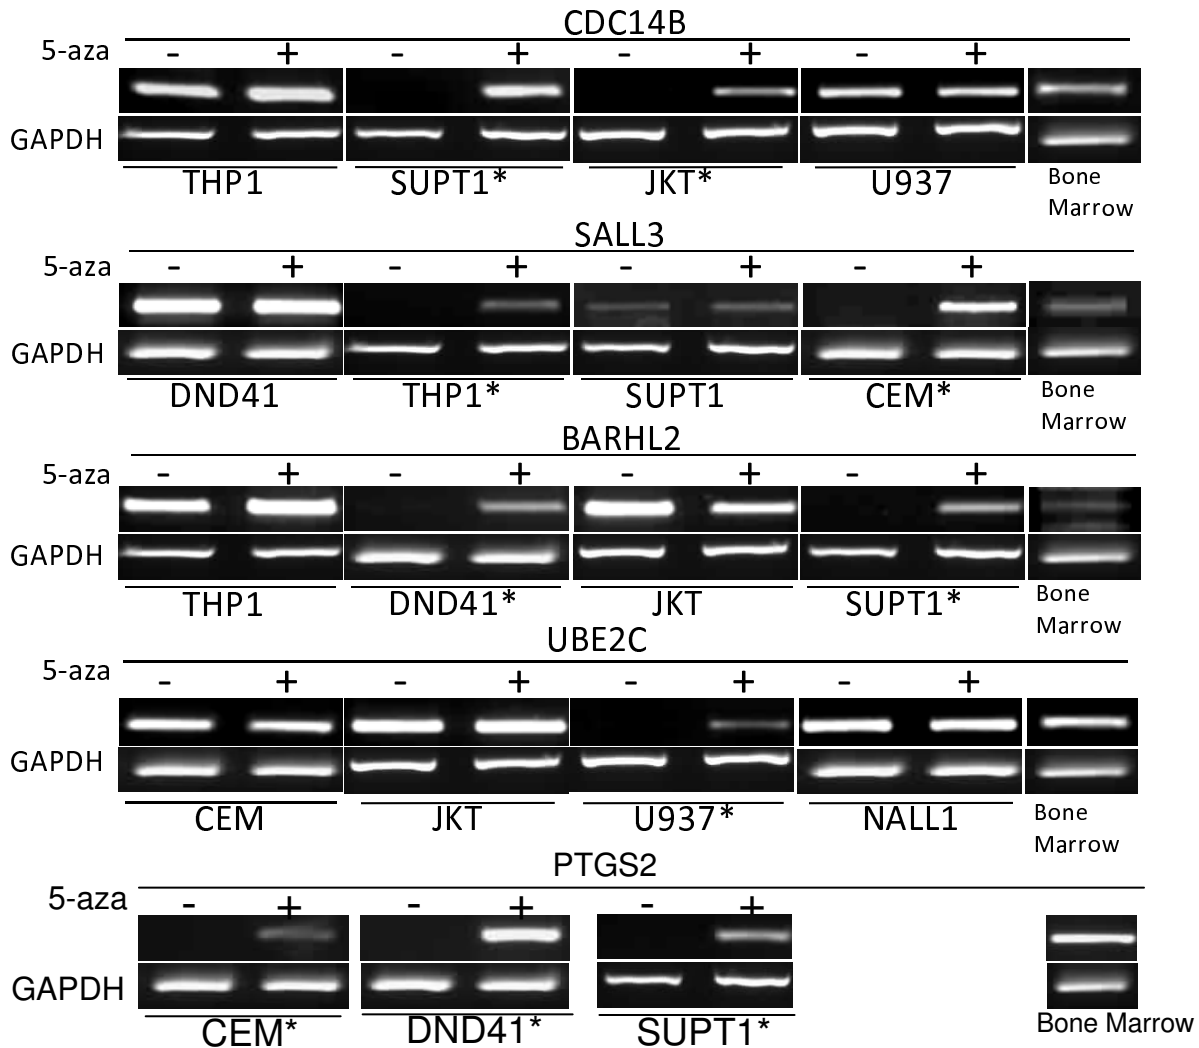 CDC14B
5-aza - + - + - + - +
GAPDH
THP1 SUPT1* JKT* U937 Bone
Marrow
SALL3
5-aza - + - + - + - +
GAPDH
DND41 THP1* SUPT1 CEM* Bone
Marrow
BARHL2
5-aza - + - + - + - +
GAPDH
THP1 DND41* JKT SUPT1* Bone
Marrow
UBE2C
5-aza - + - + - + - +
GAPDH
CEM JKT U937* NALL1 Bone
Marrow
PTGS2
5-aza - + - + - +
GAPDH
CEM* DND41* SUPT1* Bone Marrow